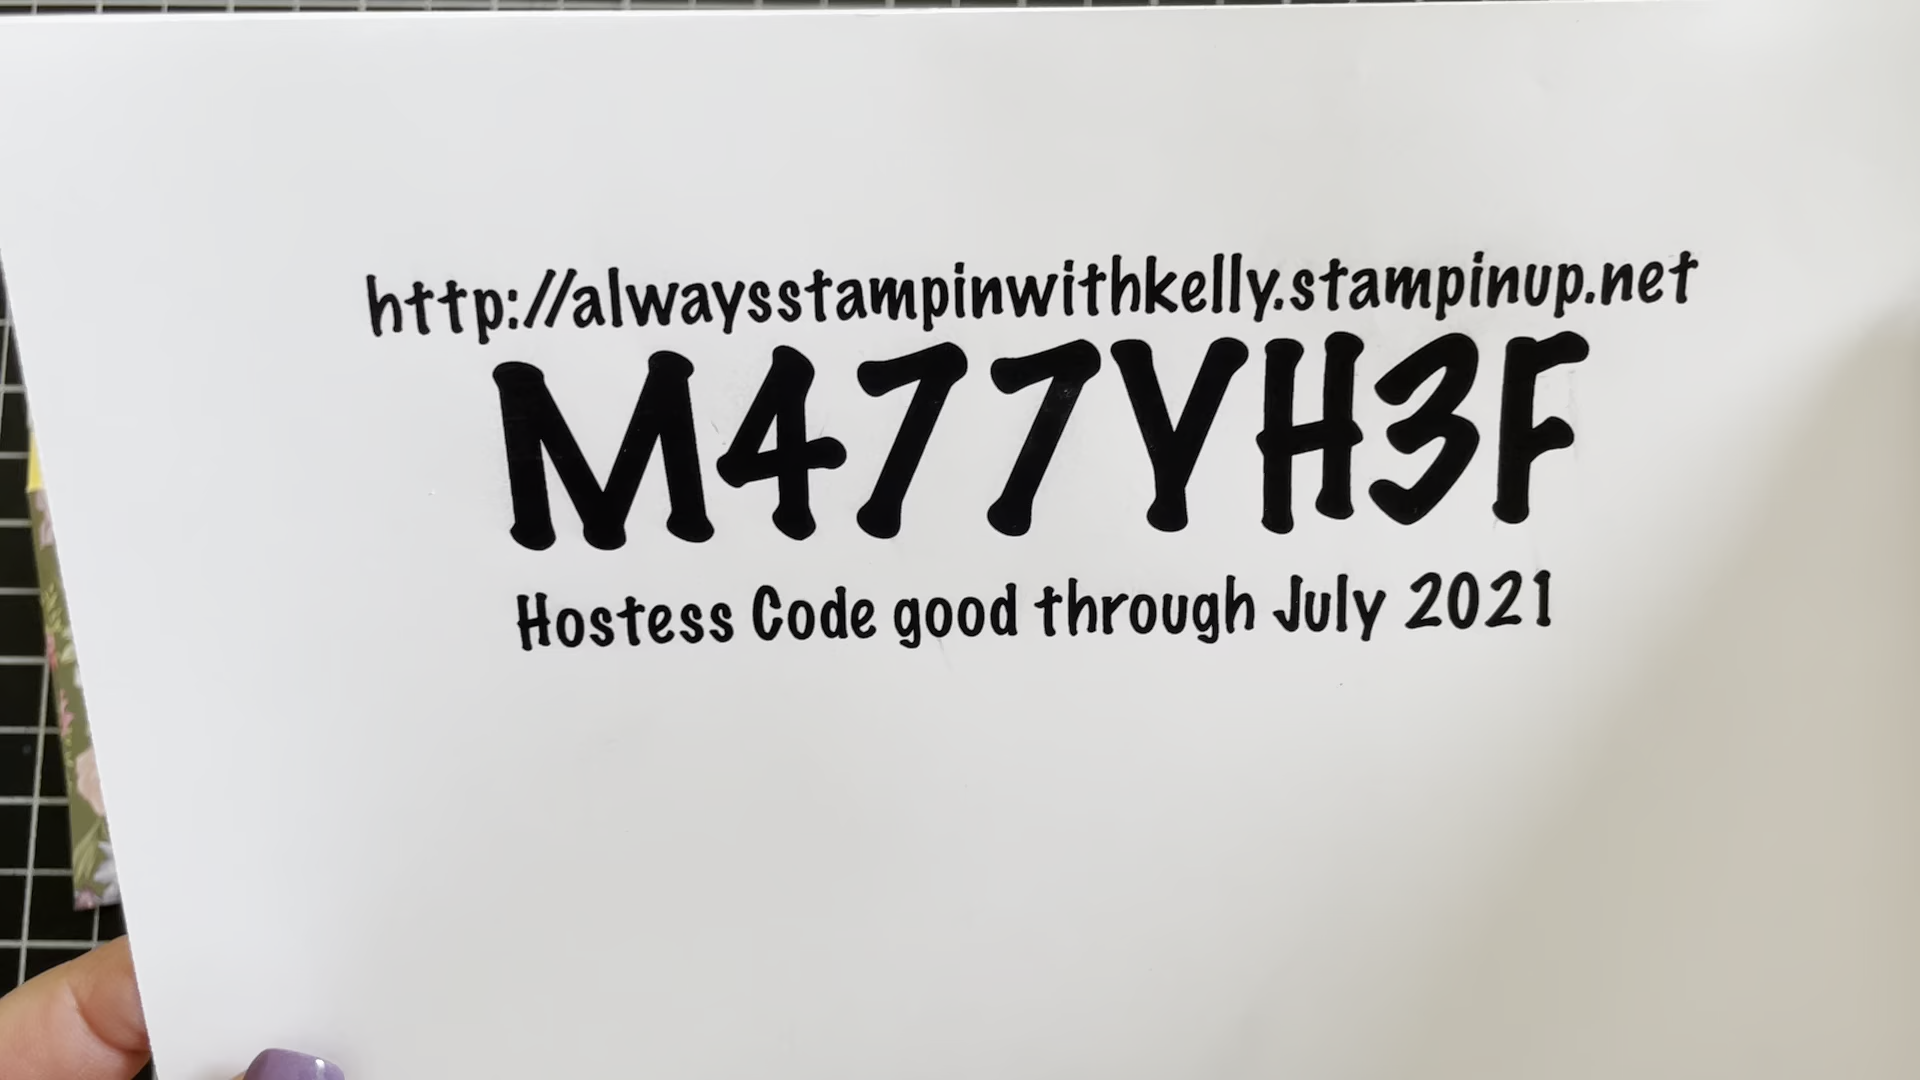 http://alwaysstampinwithkelly.stampinup.net
M477YH3F
Hostess Code good through July 2021